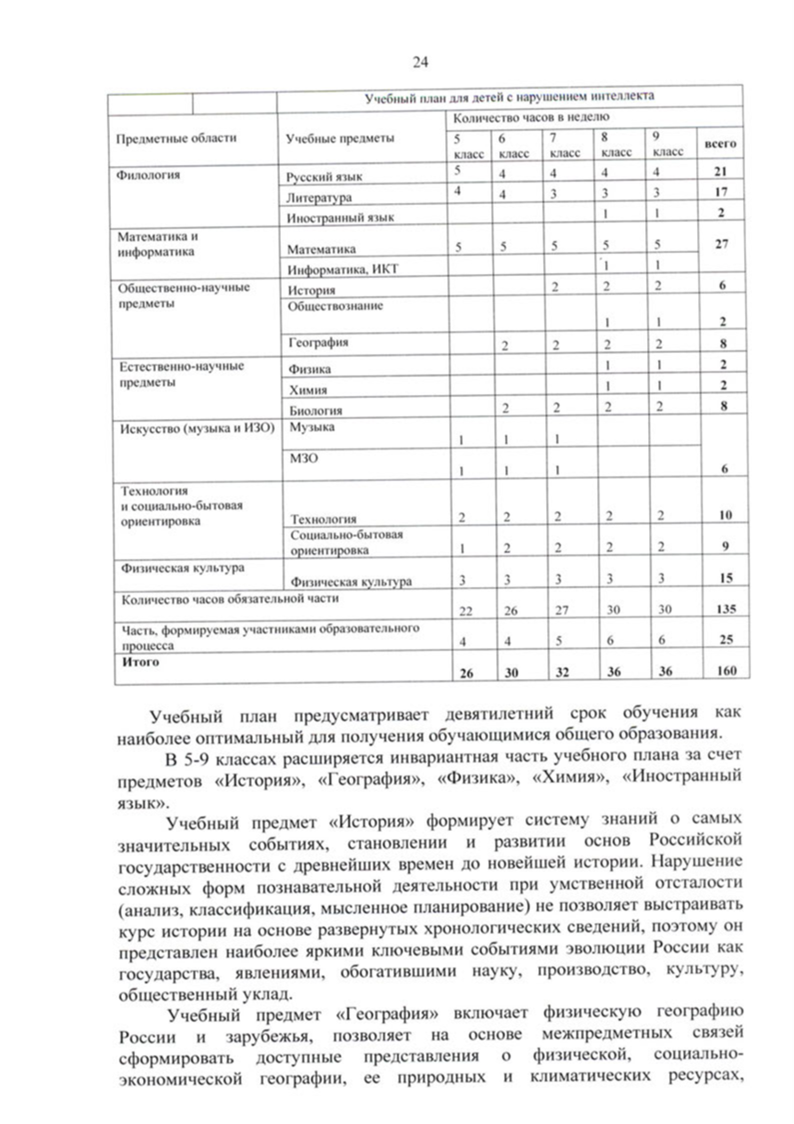 24
Учебный план для детей с нарушением интеллекта
Предметные области Учебные предметы Количество часов в неделю
5 класс 6 класс 7 класс 8 класс 9 класс всего
Филология Русский язык 5 4 4 4 4 21
Литература 4 4 3 3 3 17
Иностранный язык 1 1 2
Математика и
информатика Математика 5 5 5 5 5 27
Информатика, ИКТ 1 1
Общественно-научные
предметы История 2 2 2 6
Обществознание 1 1 2
География 2 2 2 2 8
Естественно-научные
предметы Физика 1 1 2
Химия 1 1 2
Биология 2 2 2 2 8
Искусство (музыка и ИЗО) Музыка 1 1 1
МЗО 1 1 1 6
Технология
и социально-бытовая
ориентировка Технология 2 2 2 2 2 10
Социально-бытовая
ориентировка 1 2 2 2 2 9
Физическая культура Физическая культура 3 3 3 3 3 15
Количество часов обязательной части 22 26 27 30 30 135
Часть, формируемая участниками образовательного
процесса 4 4 5 6 6 25
Итого 26 30 32 36 36 160
Учебный план предусматривает девятилетний срок обучения как
наиболее оптимальный для получения обучающимися общего образования.
В 5-9 классах расширяется инвариантная часть учебного плана за счет
предметов «История», «География», «Физика», «Химия», «Иностранный
язык».
Учебный предмет «История» формирует систему знаний о самых
значительных событиях, становлении и развитии основ Российской
государственности с древнейших времен до новейшей истории. Нарушение
сложных форм познавательной деятельности при умственной отсталости
(анализ, классификация, мысленное планирование) не позволяет выстраивать
курс истории на основе развернутых хронологических сведений, поэтому он
представлен наиболее яркими ключевыми событиями эволюции России как
государства, явлениями, обогатившими науку, производство, культуру,
общественный уклад.
Учебный предмет «География» включает физическую географию
России и зарубежья, позволяет на основе межпредметных связей
сформировать доступные представления о физической, социально-
экономической географии, ее природных и климатических ресурсах,